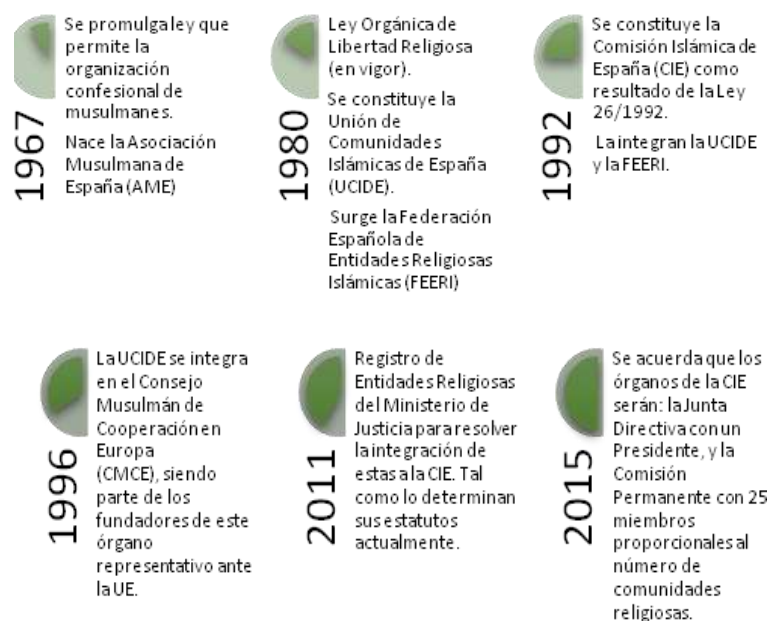 1967
Se promulga ley que
permite la
organización
confesional de
musulmanes.
Nace la Asociación
Musulmana de
España (AME)
1980
Ley Orgánica de
Libertad Religiosa
(en vigor).
Se constituye la
Unión de
Comunidades
Islámicas de España
(UCIDE).
Surge la Federación
Española de
Entidades Religiosas
Islámicas (FEERI)
1992
Se constituye la
Comisión Islámica de
España (CIE) como
resultado de la Ley
26/1992.
La integran la UCIDE
y la FEERI.
1996
La UCIDE se integra
en el Consejo
Musulmán de
Cooperación en
Europa
(CMCE), siendo
parte de los
fundadores de este
órgano
representativo ante
la UE.
2011
Registro de
Entidades Religiosas
del Ministerio de
Justicia para resolver
la integración de
estas a la CIE. Tal
como lo determinan
sus estatutos
actualmente.
2015
Se acuerda que los
órganos de la CIE
serán: la Junta
Directiva con un
Presidente, y la
Comisión
Permanente con 25
miembros
proporcionales al
número de
comunidades
religiosas.